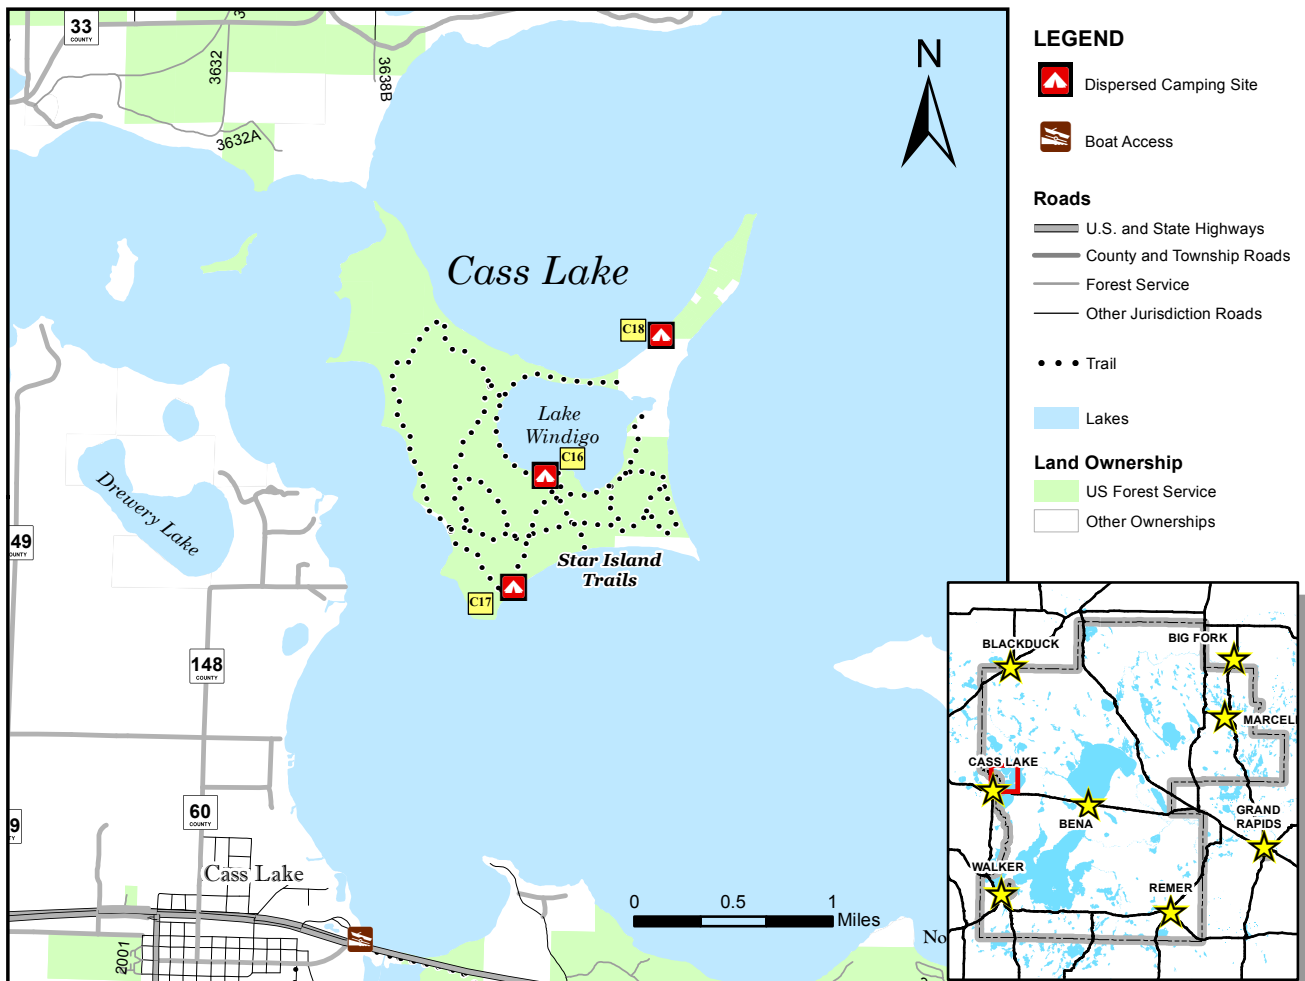 33
COUNTY
3632
3638B
3632A
N
Cass Lake
C18
Lake
Windigo
C16
Drewery Lake
49
Star Island
Trails
C17
148
COUNTY
60
COUNTY
Cass Lake
2001
0
0.5
1
Miles
No
LEGEND
Dispersed Camping Site
Boat Access
Roads
U.S. and State Highways
County and Township Roads
Forest Service
Other Jurisdiction Roads
Trail
Lakes
Land Ownership
US Forest Service
Other Ownerships
BLACKDUCK
BIG FORK
MARCELL
CASS LAKE
BENA
GRAND
RAPIDS
WALKER
REMER